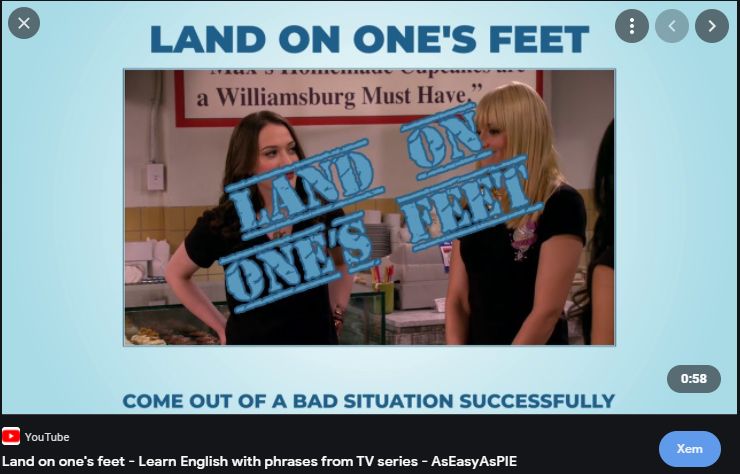 LAND ON ONE'S FEET
Max's Homemade Cupcakes are
a Williamsburg Must Have."
LAND ON
ONE'S FEET
0:58
COME OUT OF A BAD SITUATION SUCCESSFULLY
YouTube
Land on one's feet - Learn English with phrases from TV series - AsEasyAsPIE
Xem